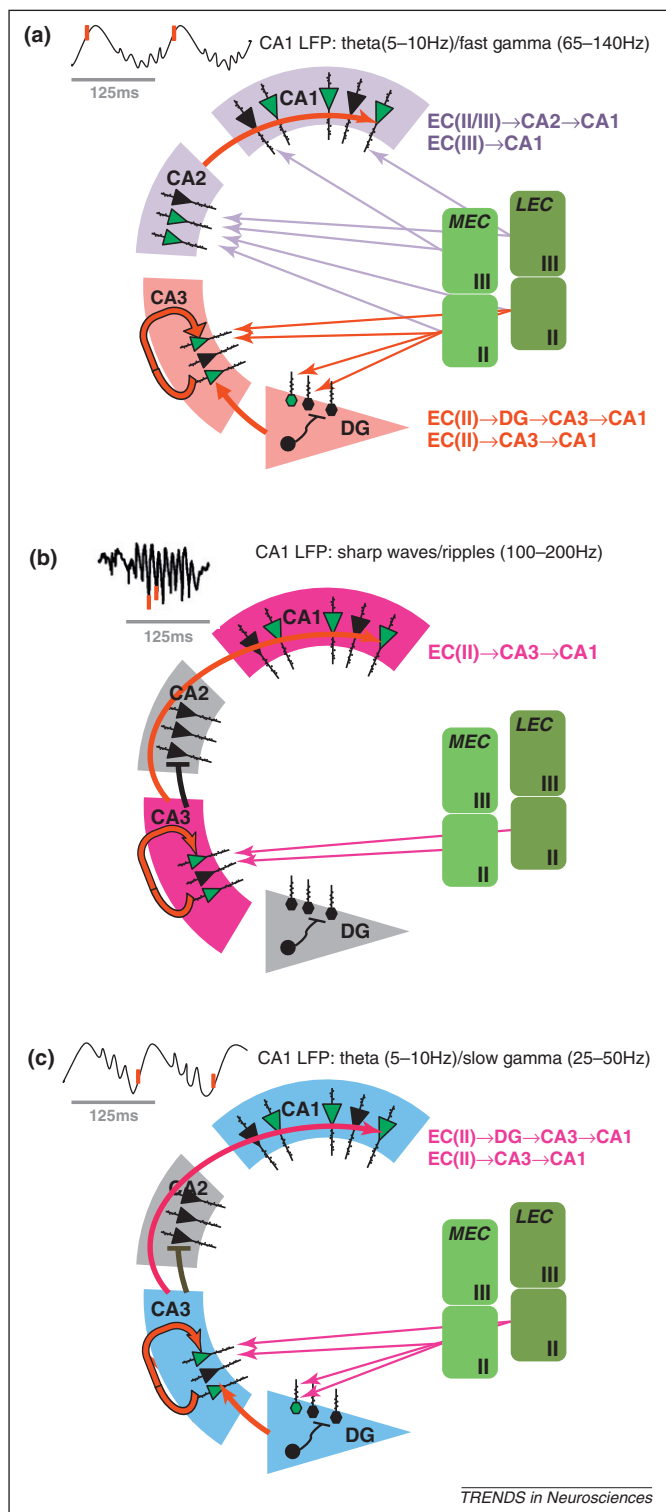 (a)
CA1 LFP: theta(5–10Hz)/fast gamma (65–140Hz)
125ms
CA1
EC(II/III)→CA2→CA1
EC(III)→CA1
CA2
MEC
LEC
III
III
CA3
II
II
DG
EC(II)→DG→CA3→CA1
EC(II)→CA3→CA1
(b)
CA1 LFP: sharp waves/ripples (100–200Hz)
125ms
CA1
EC(II)→CA3→CA1
CA2
MEC
LEC
III
III
CA3
II
II
DG
(c)
CA1 LFP: theta (5–10Hz)/slow gamma (25–50Hz)
125ms
CA1
EC(II)→DG→CA3→CA1
EC(II)→CA3→CA1
CA2
MEC
LEC
III
III
CA3
II
II
DG
TRENDS in Neurosciences